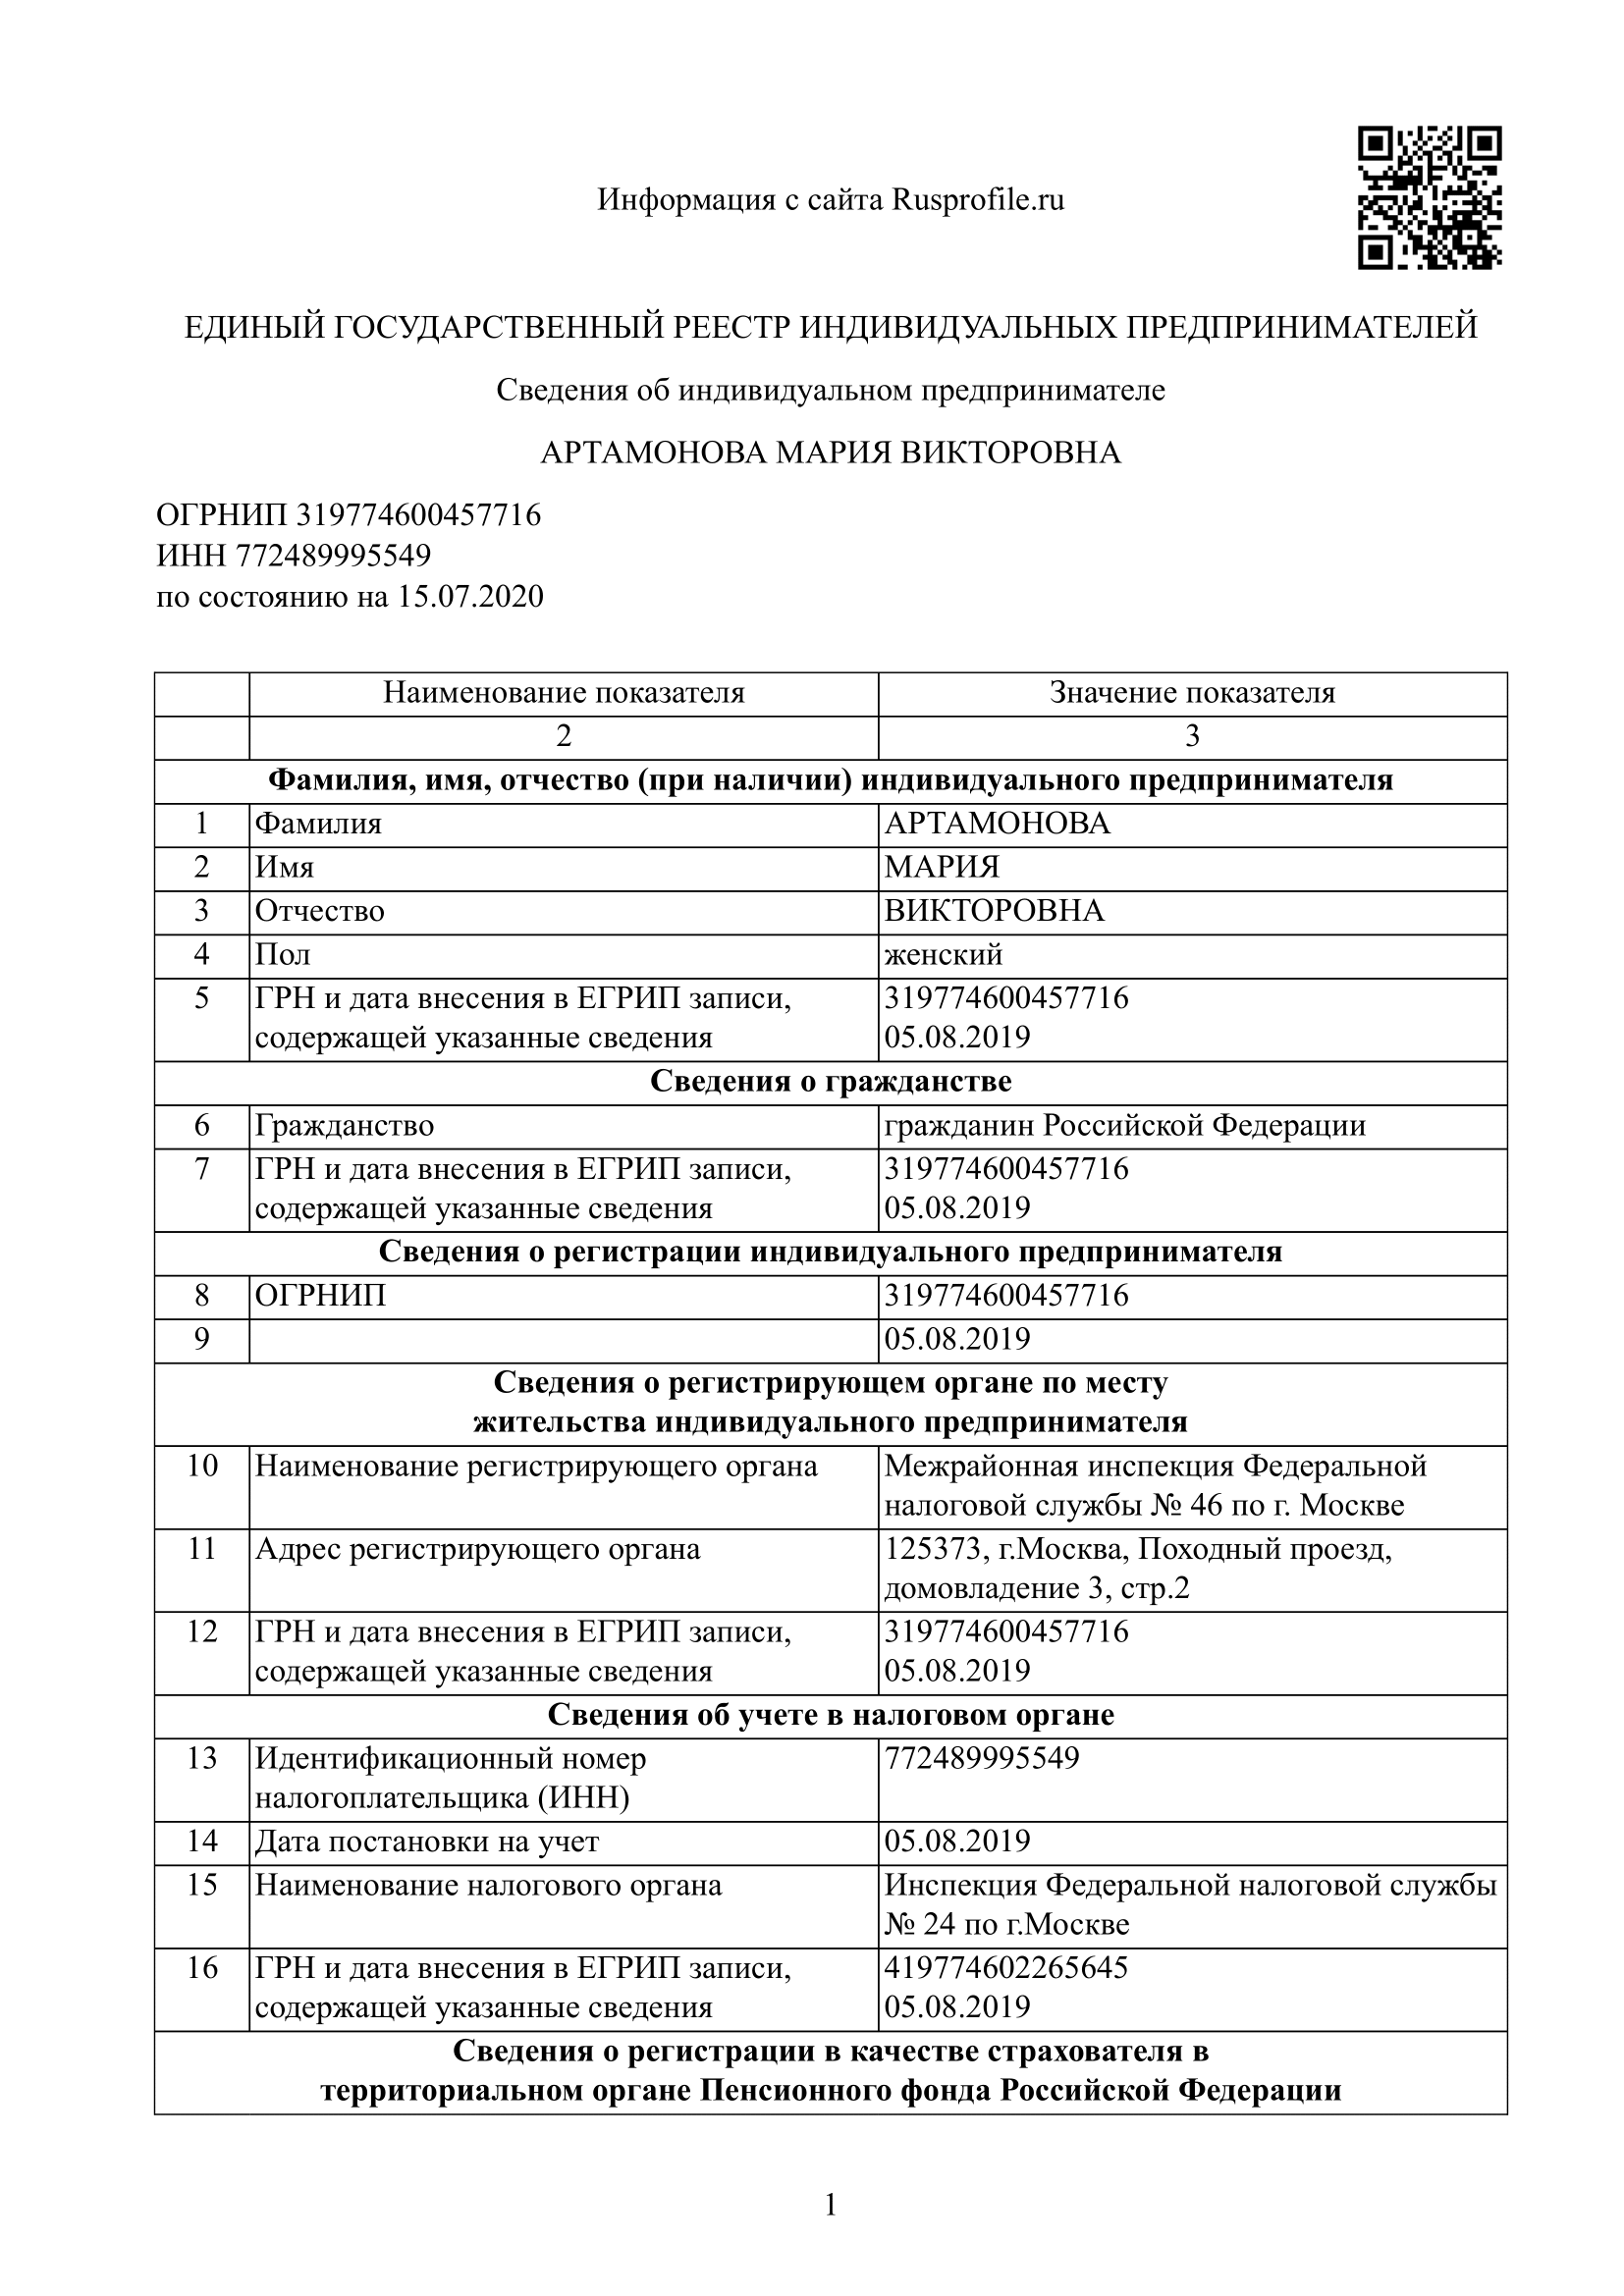 Информация с сайта Rusprofile.ru
ЕДИНЫЙ ГОСУДАРСТВЕННЫЙ РЕЕСТР ИНДИВИДУАЛЬНЫХ ПРЕДПРИНИМАТЕЛЕЙ
Сведения об индивидуальном предпринимателе
АРТАМОНОВА МАРИЯ ВИКТОРОВНА
ОГРНИП 319774600457716
ИНН 772489995549
по состоянию на 15.07.2020
Наименование показателя Значение показателя
2 3
Фамилия, имя, отчество (при наличии) индивидуального предпринимателя
1 Фамилия АРТАМОНОВА
2 Имя МАРИЯ
3 Отчество ВИКТОРОВНА
4 Пол женский
5 ГРН и дата внесения в ЕГРИП записи, 319774600457716
содержащей указанные сведения 05.08.2019
Сведения о гражданстве
6 Гражданство гражданин Российской Федерации
7 ГРН и дата внесения в ЕГРИП записи, 319774600457716
содержащей указанные сведения 05.08.2019
Сведения о регистрации индивидуального предпринимателя
8 ОГРНИП 319774600457716
9 05.08.2019
Сведения о регистрирующем органе по месту
жительства индивидуального предпринимателя
10 Наименование регистрирующего органа Межрайонная инспекция Федеральной
налоговой службы № 46 по г. Москве
11 Адрес регистрирующего органа 125373, г.Москва, Походный проезд,
домовладение 3, стр.2
12 ГРН и дата внесения в ЕГРИП записи, 319774600457716
содержащей указанные сведения 05.08.2019
Сведения об учете в налоговом органе
13 Идентификационный номер 772489995549
налогоплательщика (ИНН)
14 Дата постановки на учет 05.08.2019
15 Наименование налогового органа Инспекция Федеральной налоговой службы
№ 24 по г.Москве
16 ГРН и дата внесения в ЕГРИП записи, 419774602265645
содержащей указанные сведения 05.08.2019
Сведения о регистрации в качестве страхователя в
территориальном органе Пенсионного фонда Российской Федерации
1